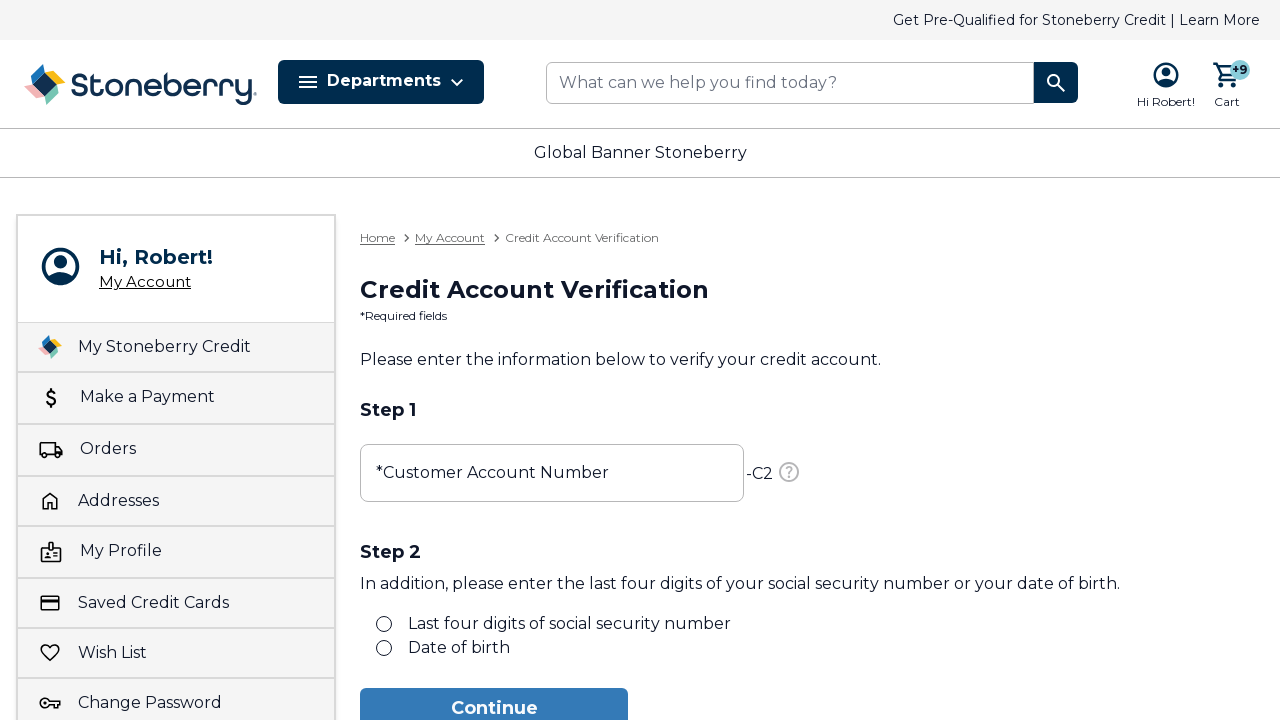 Get Pre-Qualified for Stoneberry Credit | Learn More
Stoneberry
Departments
What can we help you find today?
Hi Robert!
+9
Cart
Global Banner Stoneberry
Hi, Robert!
My Account
My Stoneberry Credit
Make a Payment
Orders
Addresses
My Profile
Saved Credit Cards
Wish List
Change Password
Home > My Account > Credit Account Verification
Credit Account Verification
*Required fields
Please enter the information below to verify your credit account.
Step 1
*Customer Account Number -C2 ?
Step 2
In addition, please enter the last four digits of your social security number or your date of birth.
Last four digits of social security number
Date of birth
Continue